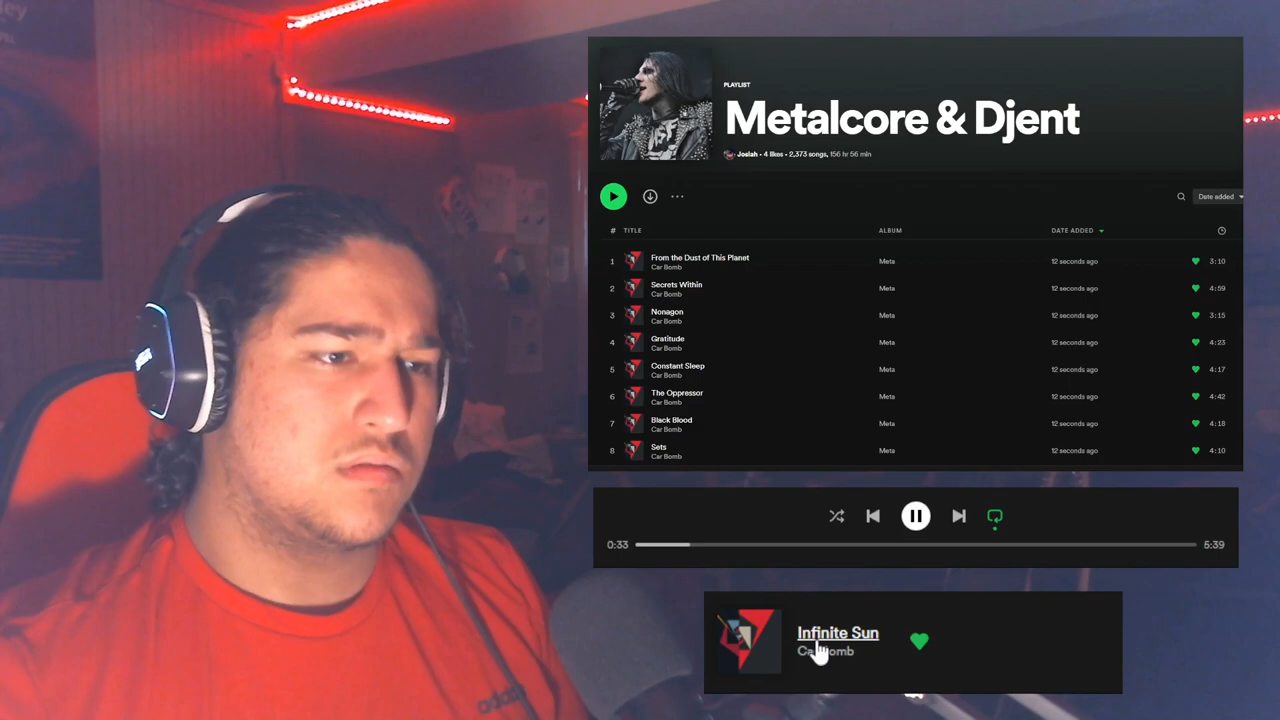 PLAYLIST
Metalcore & Djent
Josiah • 4 likes • 2,373 songs, 156 hr 56 min
Date added
# TITLE ALBUM DATE ADDED
1 From the Dust of This Planet Meta 12 seconds ago 3:10
Car Bomb
2 Secrets Within Meta 12 seconds ago 4:59
Car Bomb
3 Nonagon Meta 12 seconds ago 3:15
Car Bomb
4 Gratitude Meta 12 seconds ago 4:23
Car Bomb
5 Constant Sleep Meta 12 seconds ago 4:17
Car Bomb
6 The Oppressor Meta 12 seconds ago 4:42
Car Bomb
7 Black Blood Meta 12 seconds ago 4:18
Car Bomb
8 Sets Meta 12 seconds ago 4:10
Car Bomb
0:33 5:39
Infinite Sun
Car Bomb